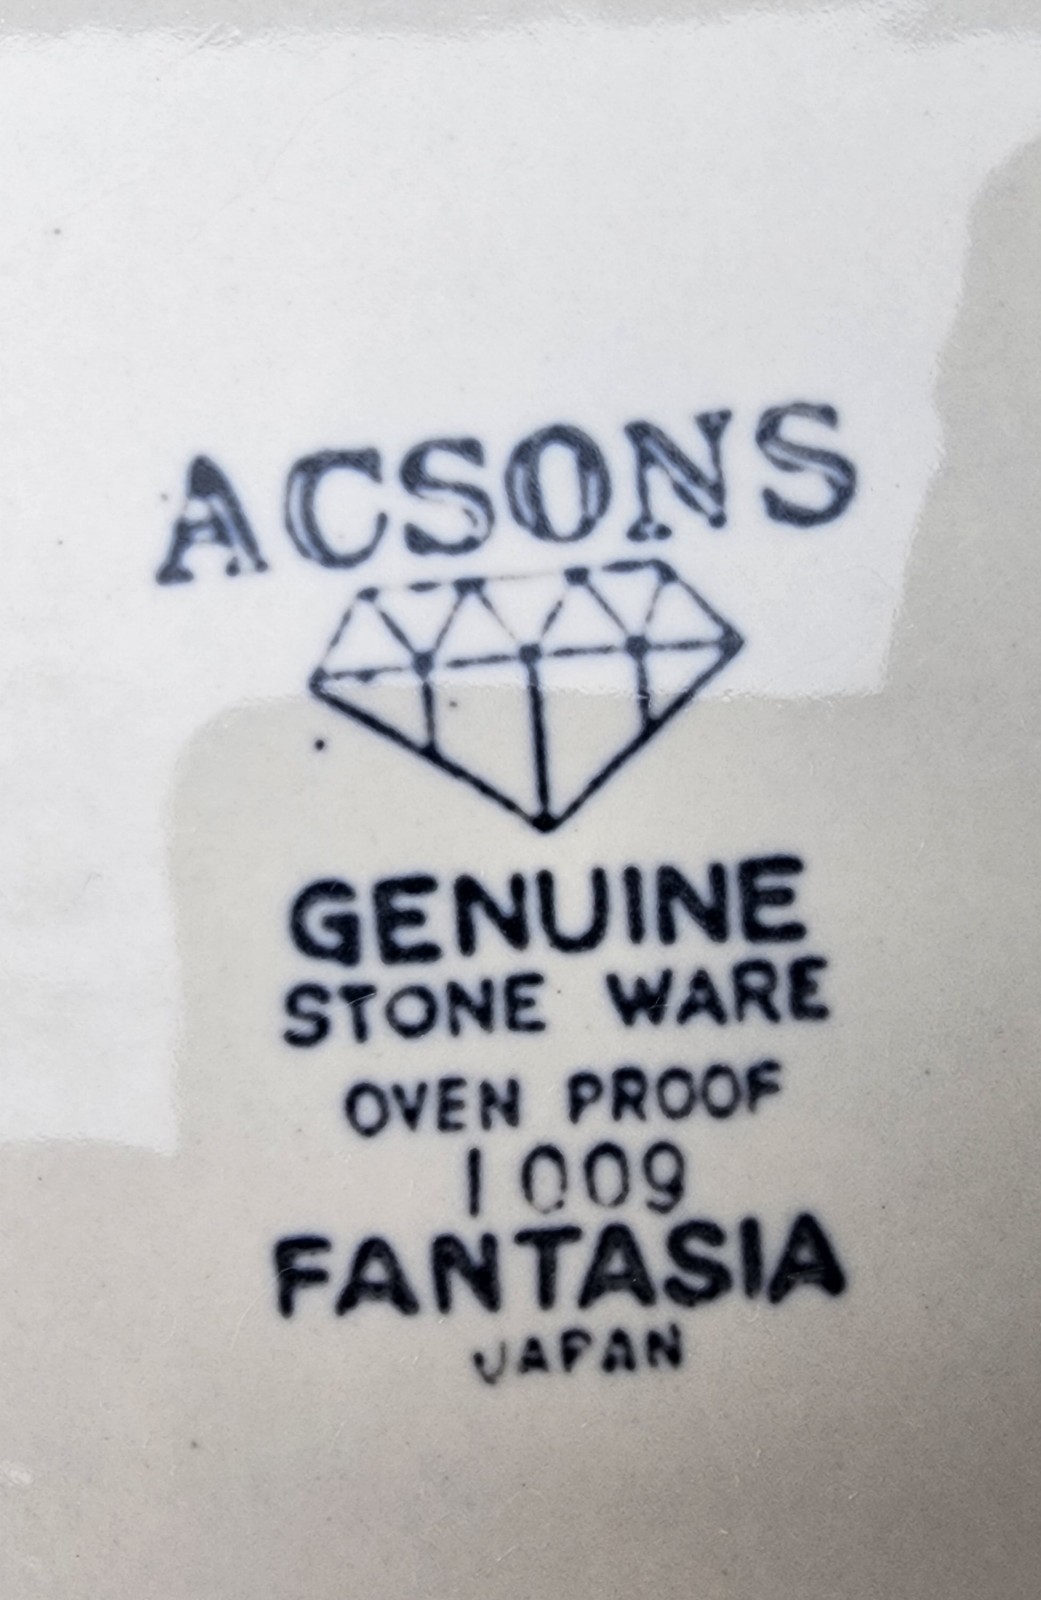 ACSONS
GENUINE
STONE WARE
OVEN PROOF
1009
FANTASIA
JAPAN